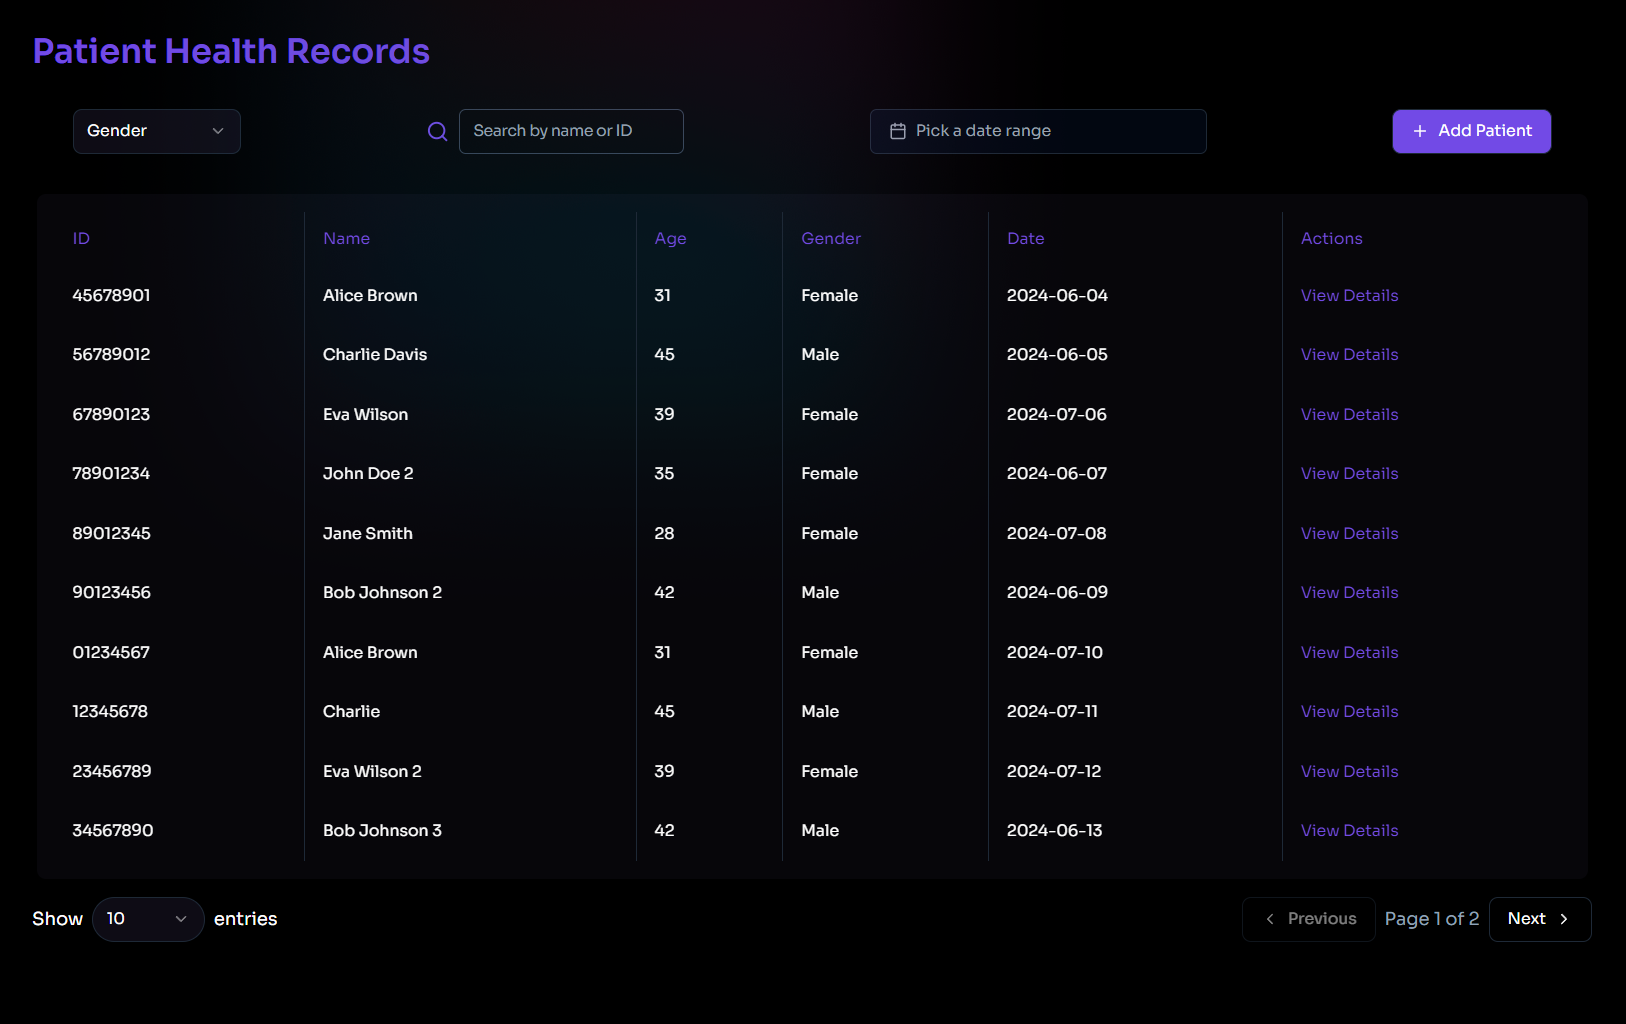 Patient Health Records
Gender Search by name or ID Pick a date range + Add Patient
ID Name Age Gender Date Actions
45678901 Alice Brown 31 Female 2024-06-04 View Details
56789012 Charlie Davis 45 Male 2024-06-05 View Details
67890123 Eva Wilson 39 Female 2024-07-06 View Details
78901234 John Doe 2 35 Female 2024-06-07 View Details
89012345 Jane Smith 28 Female 2024-07-08 View Details
90123456 Bob Johnson 2 42 Male 2024-06-09 View Details
01234567 Alice Brown 31 Female 2024-07-10 View Details
12345678 Charlie 45 Male 2024-07-11 View Details
23456789 Eva Wilson 2 39 Female 2024-07-12 View Details
34567890 Bob Johnson 3 42 Male 2024-06-13 View Details
Show 10 entries Previous Page 1 of 2 Next